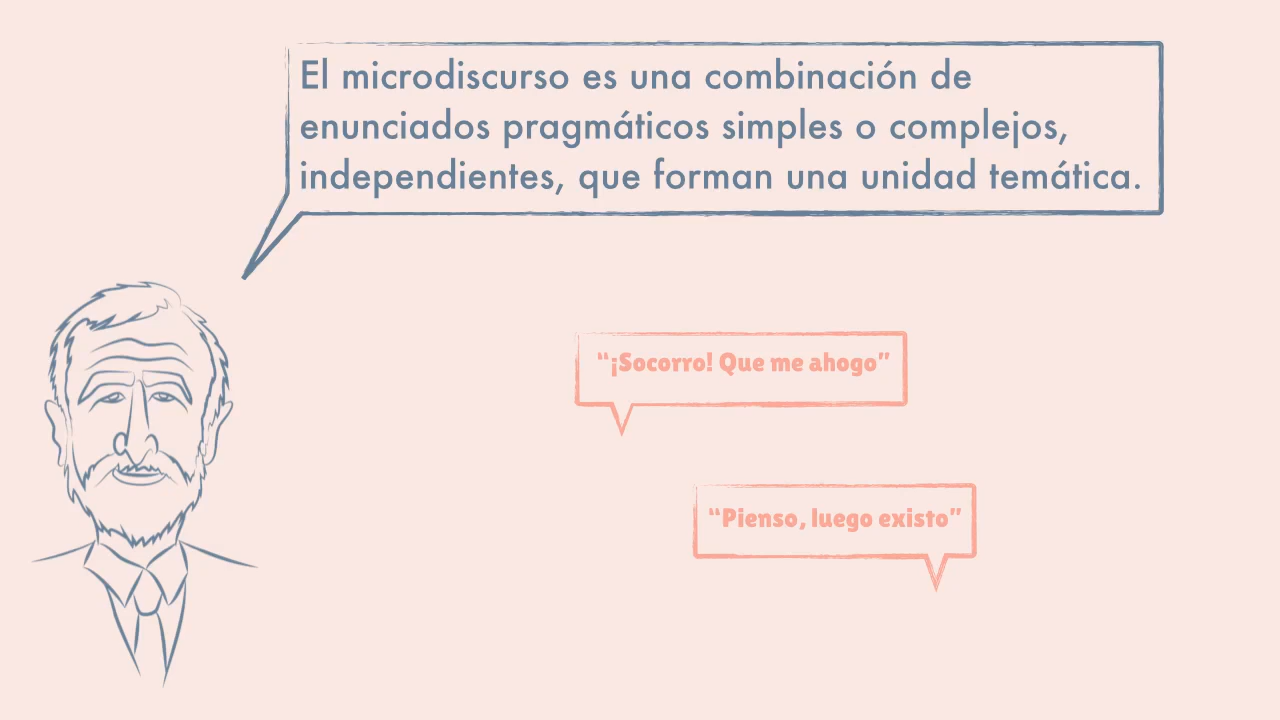 El microdiscurso es una combinación de
enunciados pragmáticos simples o complejos,
independientes, que forman una unidad temática.
“¡Socorro! Que me ahogo”
“Pienso, luego existo”